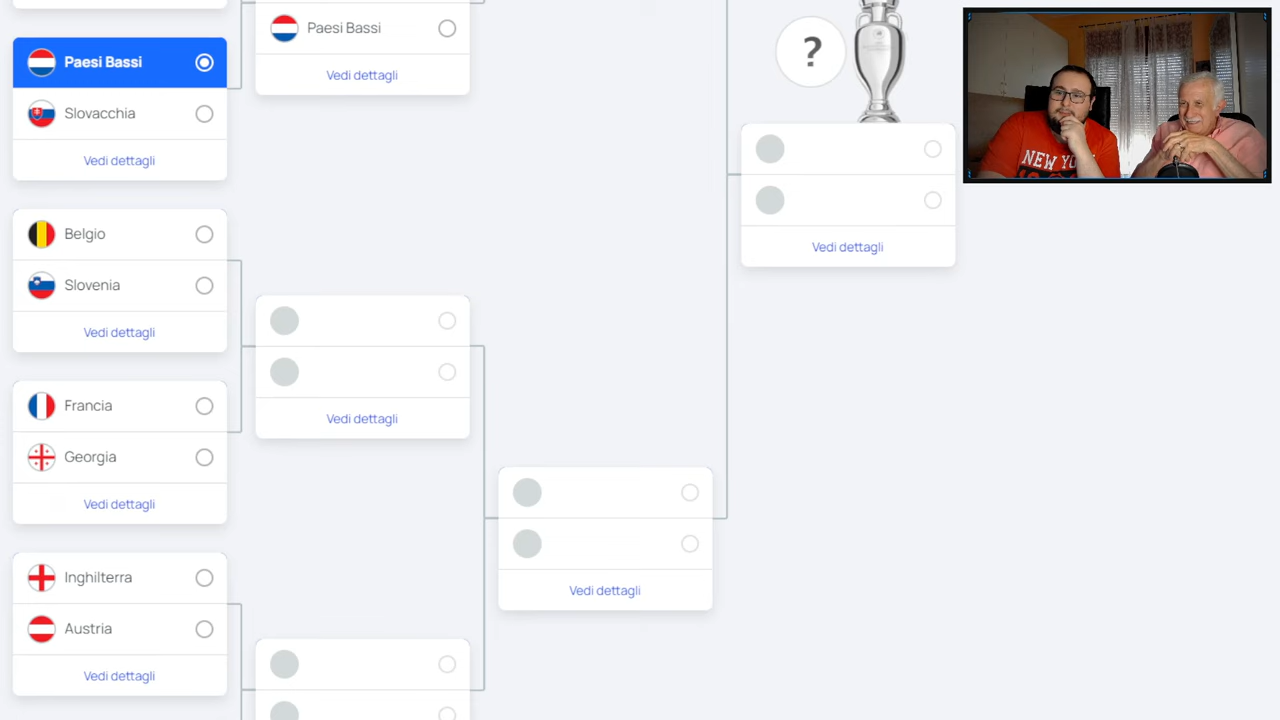 Paesi Bassi
Vedi dettagli
Paesi Bassi
Slovacchia
Vedi dettagli
Belgio
Slovenia
Vedi dettagli
Francia
Georgia
Vedi dettagli
Inghilterra
Austria
Vedi dettagli
Vedi dettagli
Vedi dettagli
?
Vedi dettagli
NEW YO